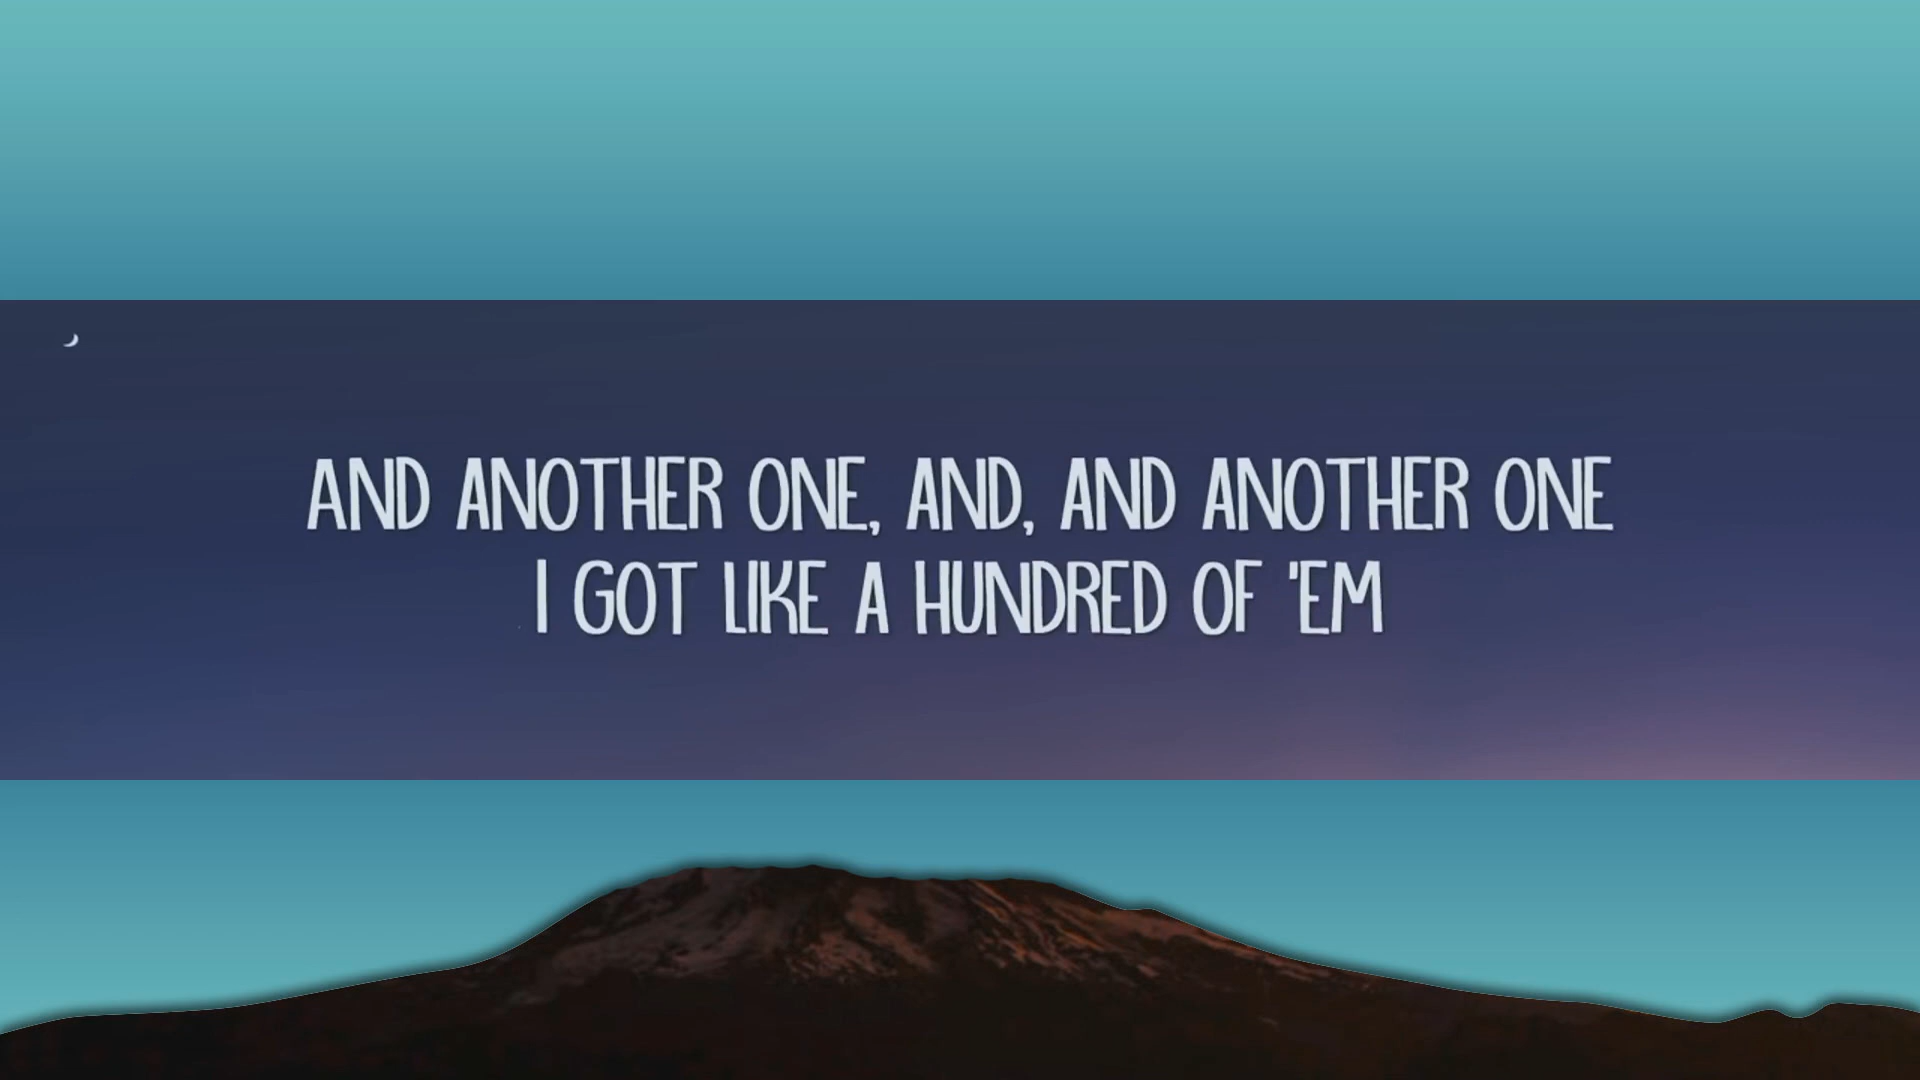 AND ANOTHER ONE, AND, AND ANOTHER ONE
I GOT LIKE A HUNDRED OF 'EM